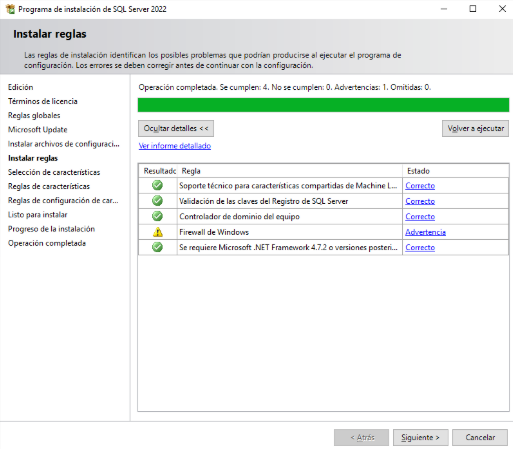 Programa de instalación de SQL Server 2022
Instalar reglas
Las reglas de instalación identifican los posibles problemas que podrían producirse al ejecutar el programa de
configuración. Los errores se deben corregir antes de continuar con la configuración.
Edición
Términos de licencia
Reglas globales
Microsoft Update
Instalar archivos de configuraci...
Instalar reglas
Selección de características
Reglas de características
Reglas de configuración de car...
Listo para instalar
Progreso de la instalación
Operación completada
Operación completada. Se cumplen: 4. No se cumplen: 0. Advertencias: 1. Omitidas: 0.
Ocultar detalles <<
Volver a ejecutar
Ver informe detallado
Resultado Regla Estado
Soporte técnico para características compartidas de Machine L... Correcto
Validación de las claves del Registro de SQL Server Correcto
Controlador de dominio del equipo Correcto
Firewall de Windows Advertencia
Se requiere Microsoft .NET Framework 4.7.2 o versiones posteri... Correcto
< Atrás Siguiente > Cancelar